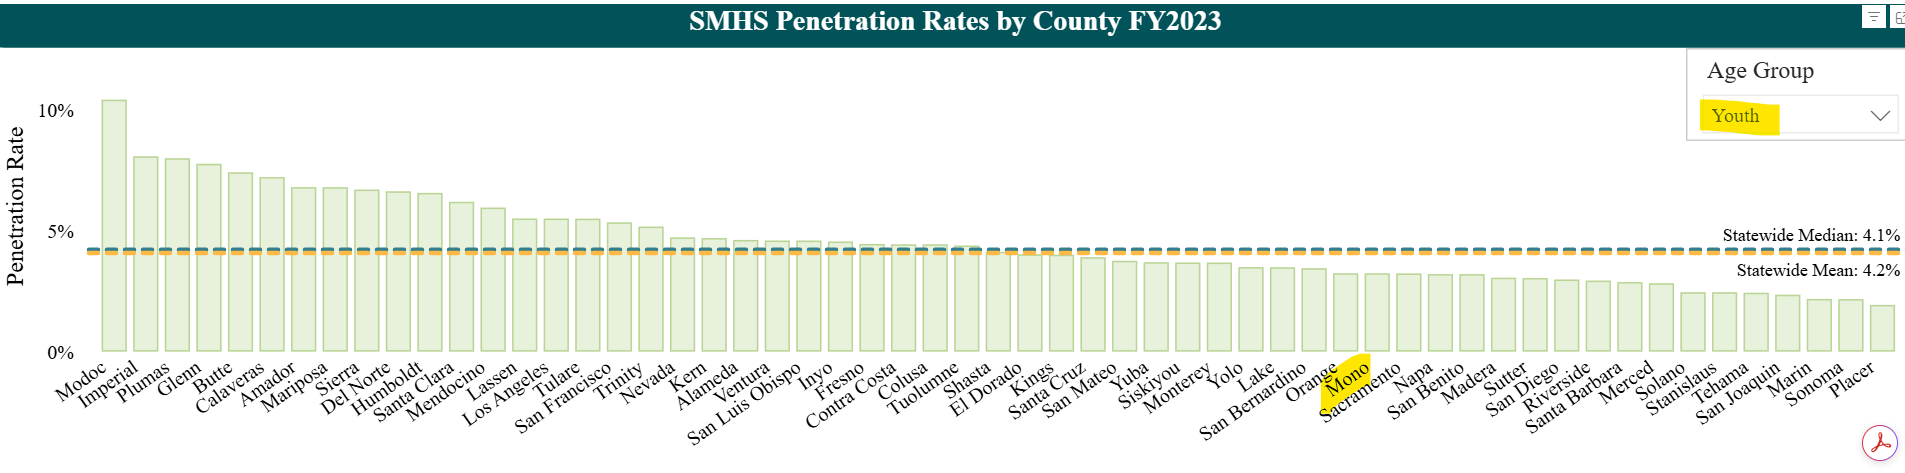 SMHS Penetration Rates by County FY2023
Age Group
Youth
Penetration Rate
10%
5%
0%
Statewide Median: 4.1%
Statewide Mean: 4.2%
Modoc
Imperial
Plumas
Glenn
Butte
Calaveras
Amador
Mariposa
Sierra
Del Norte
Humboldt
Santa Clara
Mendocino
Lassen
Los Angeles
Tulare
San Francisco
Trinity
Nevada
Kern
Alameda
Ventura
San Luis Obispo
Inyo
Fresno
Contra Costa
Colusa
Tuolumne
Shasta
El Dorado
Kings
Santa Cruz
San Mateo
Yuba
Siskiyou
Monterey
Yolo
Lake
San Bernardino
Orange
Mono
Sacramento
Napa
San Benito
Madera
Sutter
San Diego
Riverside
Santa Barbara
Merced
Solano
Stanislaus
Tehama
San Joaquin
Marin
Sonoma
Placer